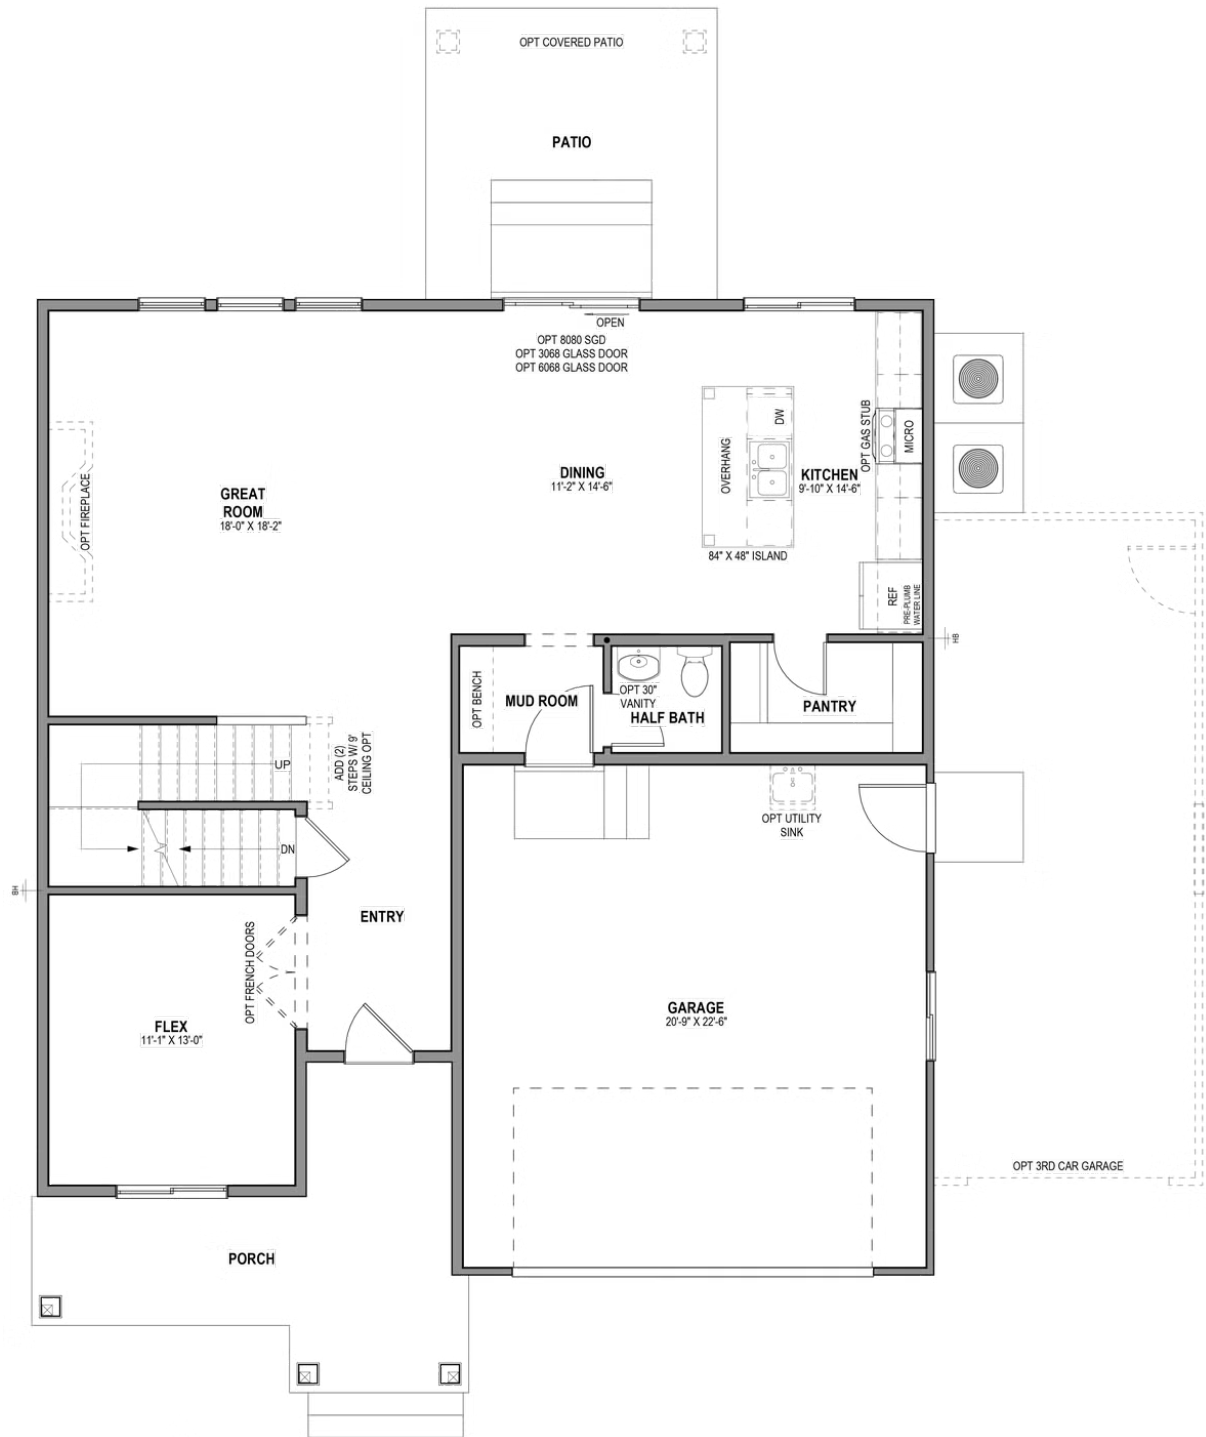 OPT COVERED PATIO
PATIO
OPEN
OPT 8080 SGD
OPT 3068 GLASS DOOR
OPT 6068 GLASS DOOR
OPT FIREPLACE
GREAT
ROOM
18'-0" X 18'-2"
DINING
11'-2" X 14'-6"
OVERHANG
DW
84" X 48" ISLAND
KITCHEN
9'-10" X 14'-6"
OPT GAS STUB
MICRO
REF
PRE-PLUMB
WATER LINE
HB
OPT BENCH
MUD ROOM
OPT 30"
VANITY
HALF BATH
PANTRY
UP
ADD (2)
STEPS W/ 9'
CEILING OPT
DN
HB
OPT UTILITY
SINK
ENTRY
OPT FRENCH DOORS
FLEX
11'-1" X 13'-0"
GARAGE
20'-9" X 22'-6"
OPT 3RD CAR GARAGE
PORCH